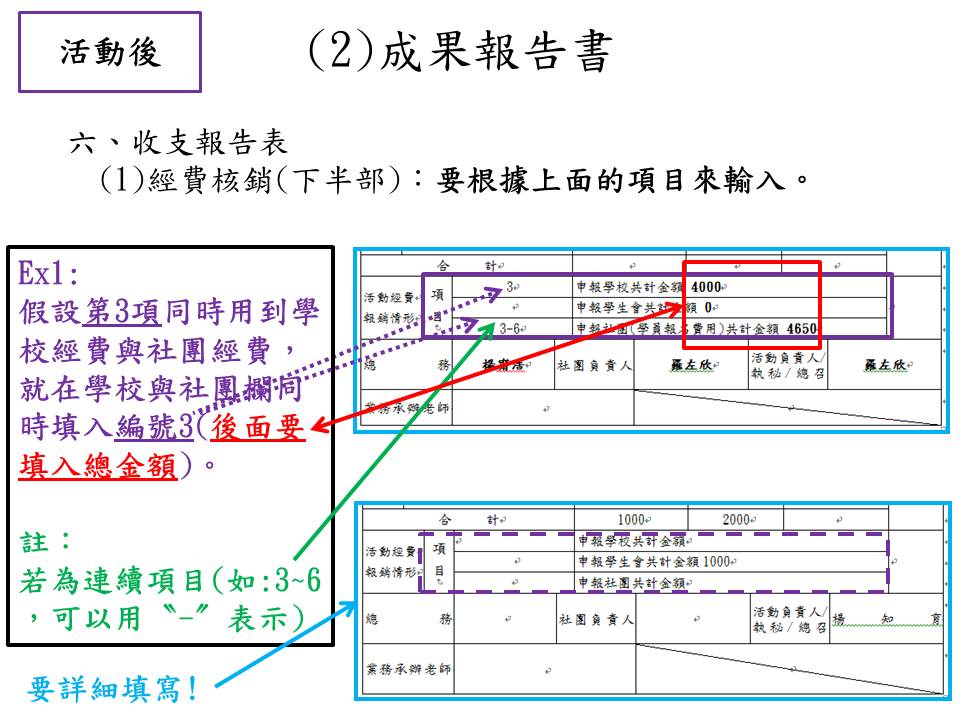 活動後
(2)成果報告書
六、收支報告表
(1)經費核銷(下半部)：要根據上面的項目來輸入。
Ex1:
假設第3項同時用到學
校經費與社團經費，
就在學校與社團欄同
時填入編號3(後面要
填入總金額)。
註：
若為連續項目(如:3~6
，可以用〝-〞表示)
要詳細填寫!
合 計
活動經費 項 3 申報學校共計金額 4000
申報學生會共計金額 0
報銷情形 目 3-6 申報社團(學員報名費用)共計金額 4650
總 務 楊甯浯 社團負責人 羅左欣 活動負責人/
執秘/總召 羅左欣
業務承辦老師
合 計 1000 2000
活動經費 項 申報學校共計金額
報銷情形 目 申報學生會共計金額 1000
申報社團共計金額
總 務 社團負責人 活動負責人/
執秘/總召 楊 知 育
業務承辦老師